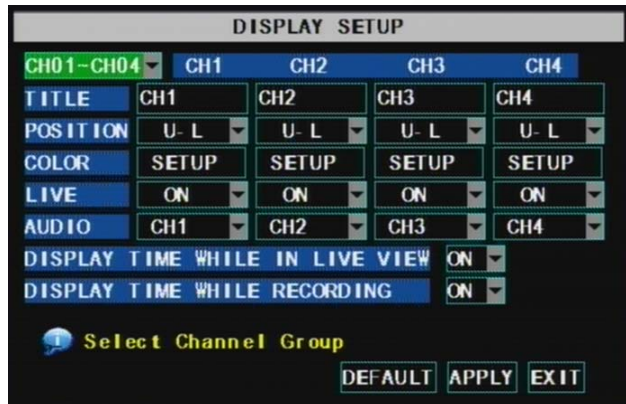 DISPLAY SETUP
CH01~CH04 CH1 CH2 CH3 CH4
TITLE CH1 CH2 CH3 CH4
POSITION U-L U-L U-L U-L
COLOR SETUP SETUP SETUP SETUP
LIVE ON ON ON ON
AUDIO CH1 CH2 CH3 CH4
DISPLAY TIME WHILE IN LIVE VIEW ON
DISPLAY TIME WHILE RECORDING ON
Select Channel Group
DEFAULT APPLY EXIT